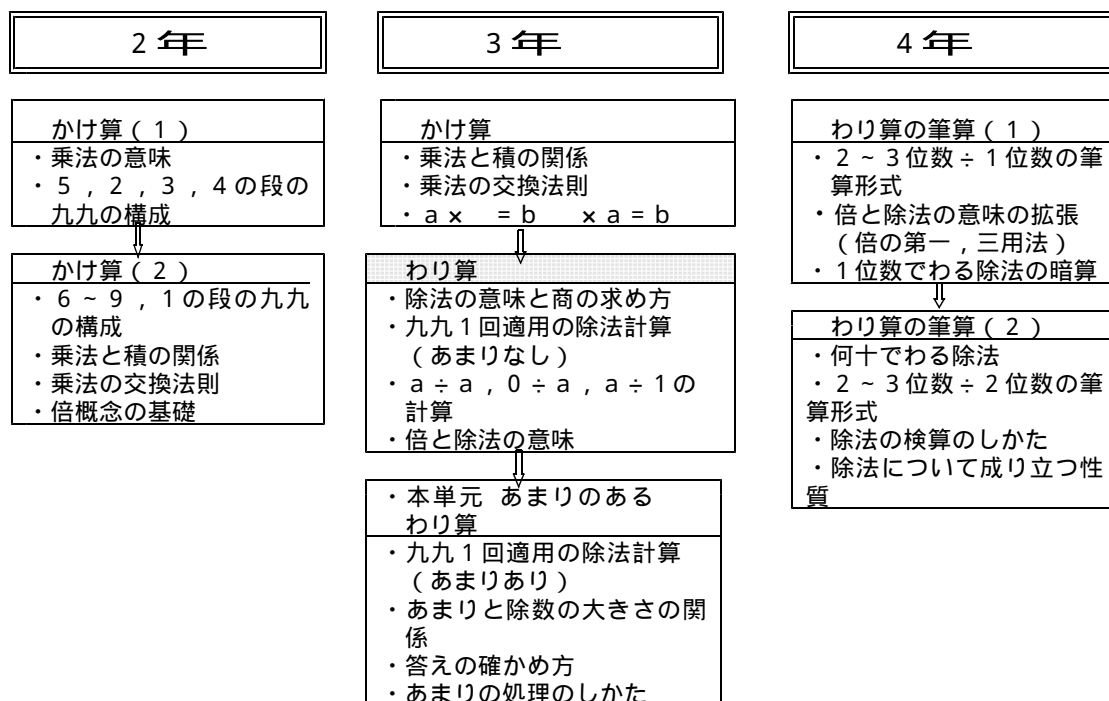 2年
かけ算(1)
・乗法の意味
・5,2,3,4の段の
九九の構成
かけ算(2)
・6~9,1の段の九九
の構成
・乗法と積の関係
・乗法の交換法則
・倍概念の基礎
3年
かけ算
・乗法と積の関係
・乗法の交換法則
・a× =b ×a=b
わり算
・除法の意味と商の求め方
・九九1回適用の除法計算
(あまりなし)
・a÷a,0÷a,a÷1の
計算
・倍と除法の意味
・本単元 あまりのある
わり算
・九九1回適用の除法計算
(あまりあり)
・あまりと除数の大きさの関
係
・答えの確かめ方
・あまりの処理のしかた
4年
わり算の筆算(1)
・2~3位数÷1位数の筆
算形式
・倍と除法の意味の拡張
(倍の第一,三用法)
・1位数でわる除法の暗算
わり算の筆算(2)
・何十でわる除法
・2~3位数÷2位数の筆
算形式
・除法の検算のしかた
・除法について成り立つ性
質